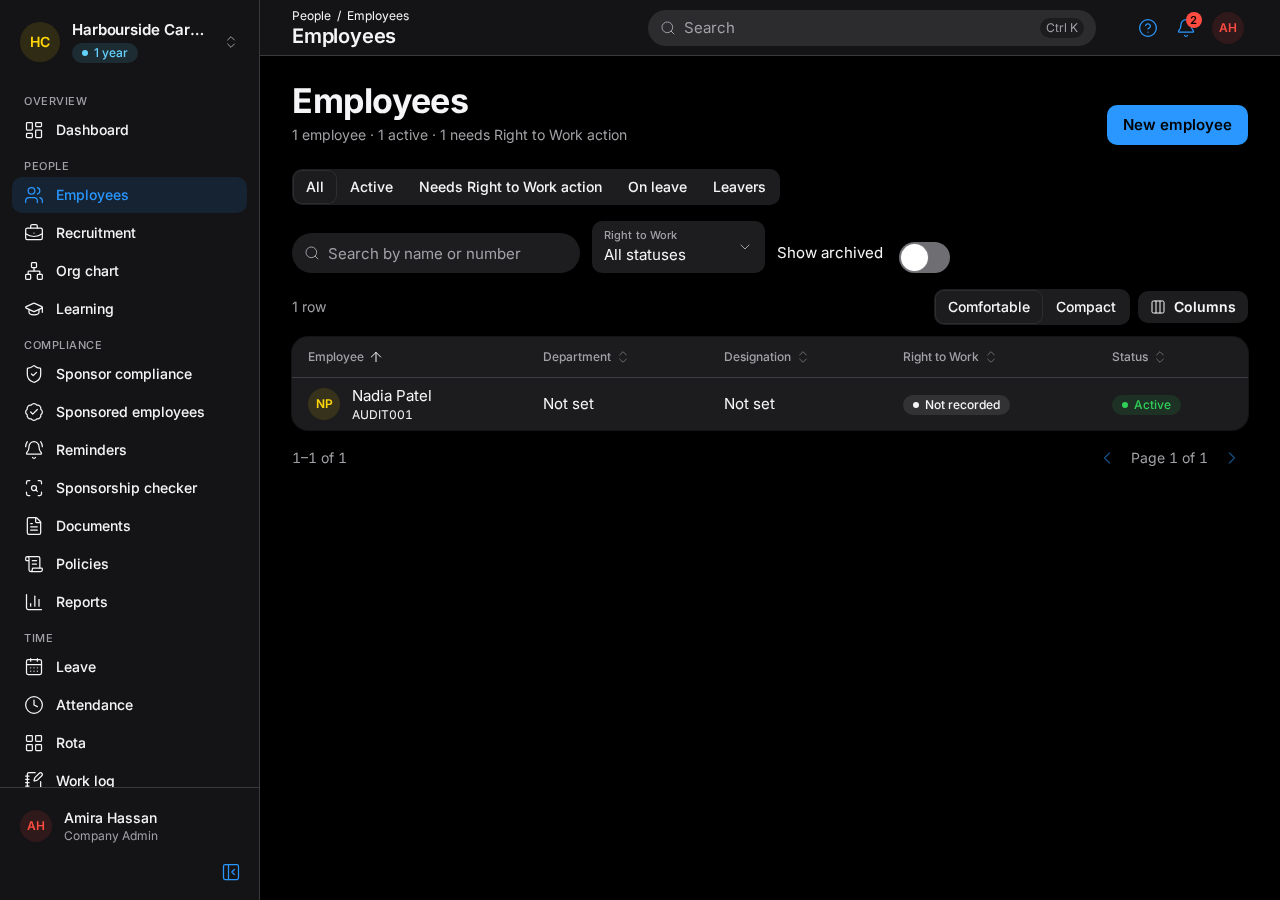 HC
Harbourside Car...
1 year
OVERVIEW
Dashboard
PEOPLE
Employees
Recruitment
Org chart
Learning
COMPLIANCE
Sponsor compliance
Sponsored employees
Reminders
Sponsorship checker
Documents
Policies
Reports
TIME
Leave
Attendance
Rota
Work log
AH
Amira Hassan
Company Admin
People / Employees
Employees
Search
Ctrl K
2
AH
Employees
1 employee · 1 active · 1 needs Right to Work action
New employee
All Active Needs Right to Work action On leave Leavers
Search by name or number
Right to Work
All statuses
Show archived
1 row
Comfortable Compact
Columns
Employee Department Designation Right to Work Status
NP
Nadia Patel
AUDIT001
Not set
Not set
Not recorded
Active
1–1 of 1
Page 1 of 1